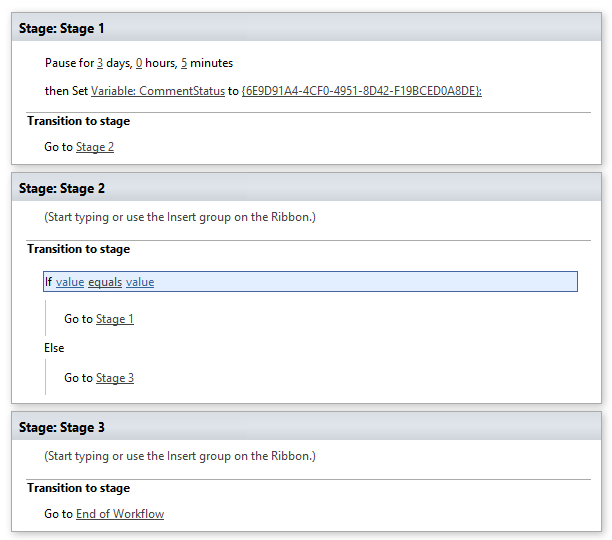 Stage: Stage 1
Pause for 3 days, 0 hours, 5 minutes
then Set Variable: CommentStatus to {6E9D91A4-4CF0-4951-8D42-F19BCED0A8DE}:
Transition to stage
Go to Stage 2
Stage: Stage 2
(Start typing or use the Insert group on the Ribbon.)
Transition to stage
If value equals value
Go to Stage 1
Else
Go to Stage 3
Stage: Stage 3
(Start typing or use the Insert group on the Ribbon.)
Transition to stage
Go to End of Workflow